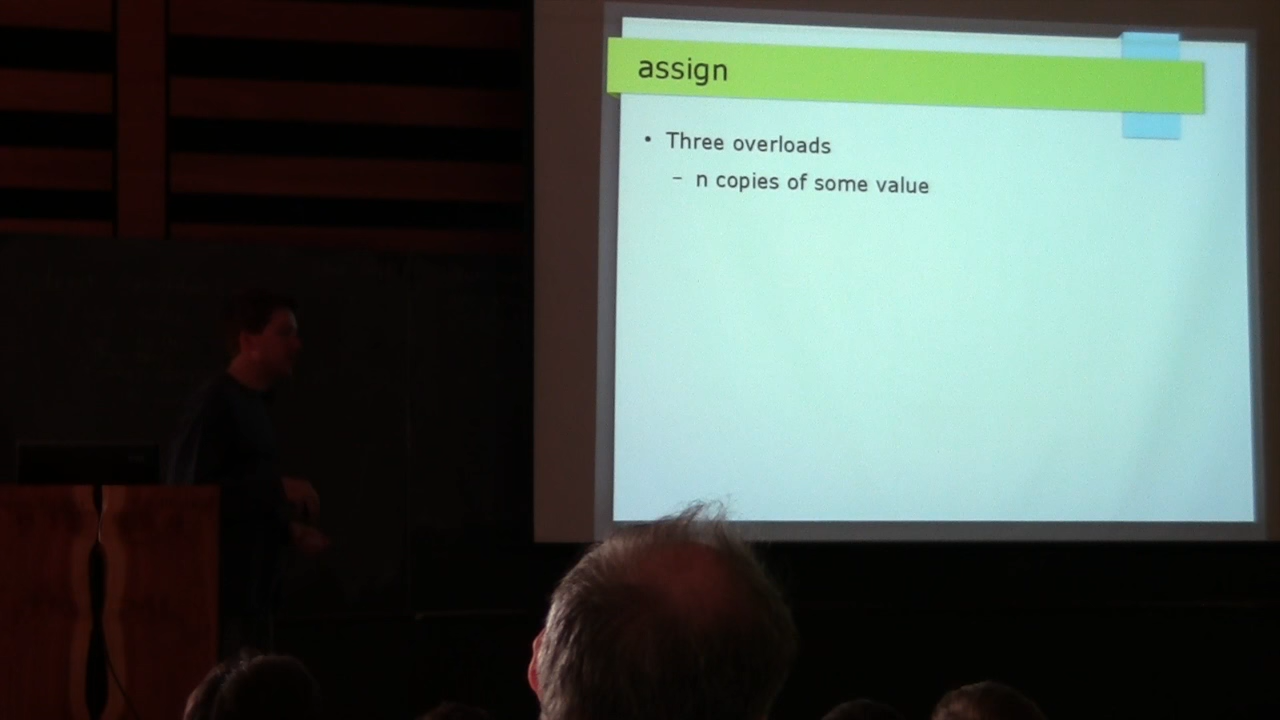 assign
• Three overloads
– n copies of some value